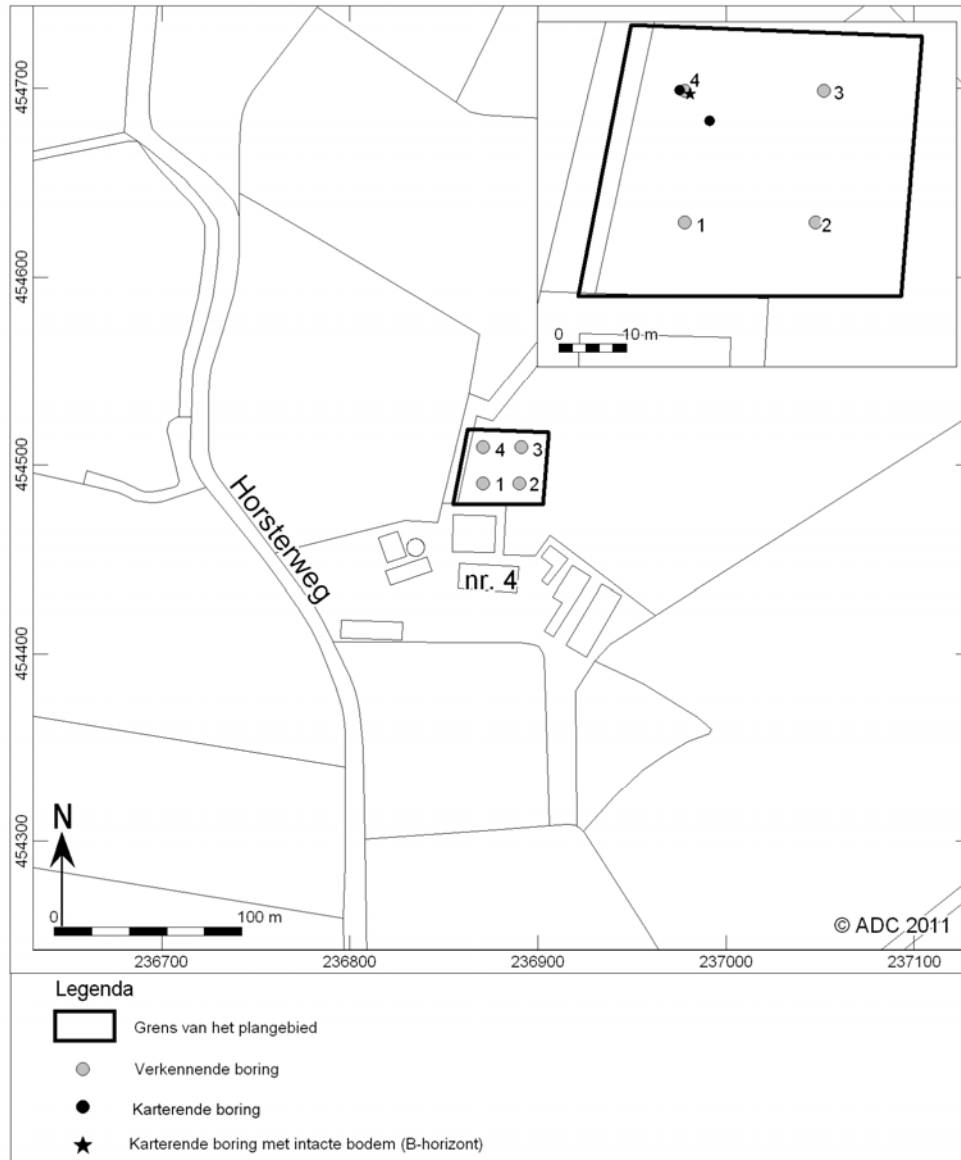 454700
454600
454500
454400
454300
4
3
1
2
0 10 m
4 3
1 2
Horsterweg
nr. 4
N
0 100 m
© ADC 2011
236700 236800 236900 237000 237100
Legenda
Grens van het plangebied
Verkennende boring
Karterende boring
Karterende boring met intacte bodem (B-horizont)